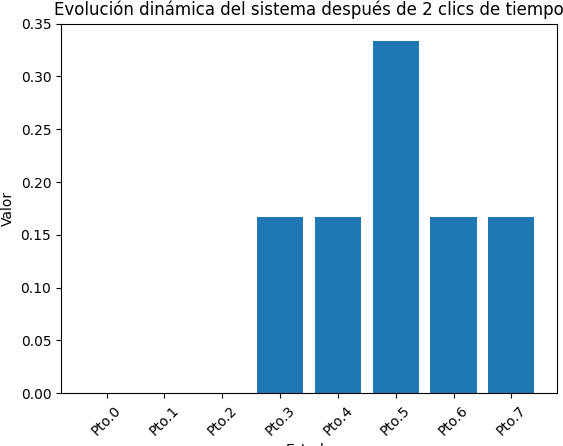 Evolución dinámica del sistema después de 2 clics de tiempo
Valor
0.35
0.30
0.25
0.20
0.15
0.10
0.05
0.00
Pto.0 Pto.1 Pto.2 Pto.3 Pto.4 Pto.5 Pto.6 Pto.7